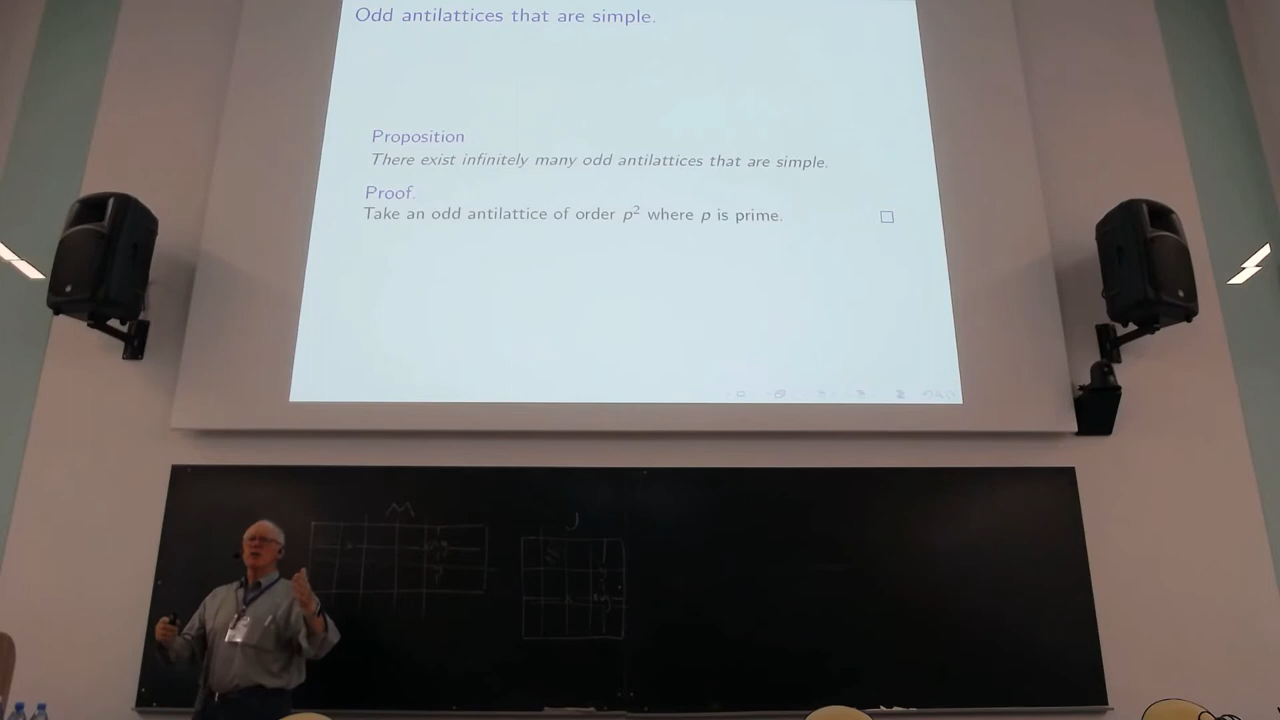 Odd antilattices that are simple.
Proposition
There exist infinitely many odd antilattices that are simple.
Proof.
Take an odd antilattice of order p² where p is prime. □
M
J